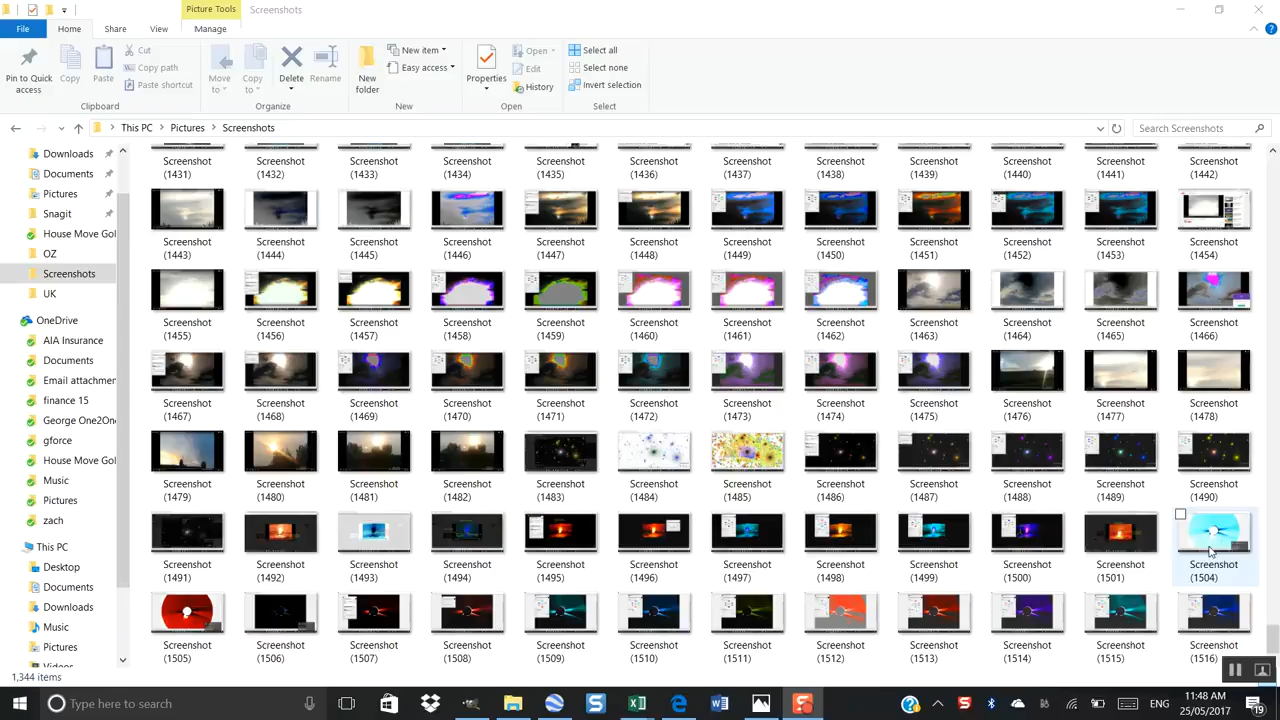 Picture Tools
Screenshots
File
Home
Share
View
Manage
Pin to Quick access
Copy
Paste
Cut
Copy path
Paste shortcut
Clipboard
Move to
Copy to
Delete
Rename
Organize
New folder
New item
Easy access
New
Properties
Open
Edit
History
Open
Select all
Select none
Invert selection
Select
This PC
Pictures
Screenshots
Search Screenshots
Downloads
Documents
Pictures
Snagit
House Move Gol
OZ
Screenshots
UK
OneDrive
AIA Insurance
Documents
Email attachmen
finance 15
George One2One
gforce
House Move Gol
Music
Pictures
zach
This PC
Desktop
Documents
Downloads
Music
Pictures
Videos
Screenshot (1431)
Screenshot (1432)
Screenshot (1433)
Screenshot (1434)
Screenshot (1435)
Screenshot (1436)
Screenshot (1437)
Screenshot (1438)
Screenshot (1439)
Screenshot (1440)
Screenshot (1441)
Screenshot (1442)
Screenshot (1443)
Screenshot (1444)
Screenshot (1445)
Screenshot (1446)
Screenshot (1447)
Screenshot (1448)
Screenshot (1449)
Screenshot (1450)
Screenshot (1451)
Screenshot (1452)
Screenshot (1453)
Screenshot (1454)
Screenshot (1455)
Screenshot (1456)
Screenshot (1457)
Screenshot (1458)
Screenshot (1459)
Screenshot (1460)
Screenshot (1461)
Screenshot (1462)
Screenshot (1463)
Screenshot (1464)
Screenshot (1465)
Screenshot (1466)
Screenshot (1467)
Screenshot (1468)
Screenshot (1469)
Screenshot (1470)
Screenshot (1471)
Screenshot (1472)
Screenshot (1473)
Screenshot (1474)
Screenshot (1475)
Screenshot (1476)
Screenshot (1477)
Screenshot (1478)
Screenshot (1479)
Screenshot (1480)
Screenshot (1481)
Screenshot (1482)
Screenshot (1483)
Screenshot (1484)
Screenshot (1485)
Screenshot (1486)
Screenshot (1487)
Screenshot (1488)
Screenshot (1489)
Screenshot (1490)
Screenshot (1491)
Screenshot (1492)
Screenshot (1493)
Screenshot (1494)
Screenshot (1495)
Screenshot (1496)
Screenshot (1497)
Screenshot (1498)
Screenshot (1499)
Screenshot (1500)
Screenshot (1501)
Screenshot (1504)
Screenshot (1505)
Screenshot (1506)
Screenshot (1507)
Screenshot (1508)
Screenshot (1509)
Screenshot (1510)
Screenshot (1511)
Screenshot (1512)
Screenshot (1513)
Screenshot (1514)
Screenshot (1515)
Screenshot (1516)
1,344 items
Type here to search
11:48 AM
25/05/2017
19